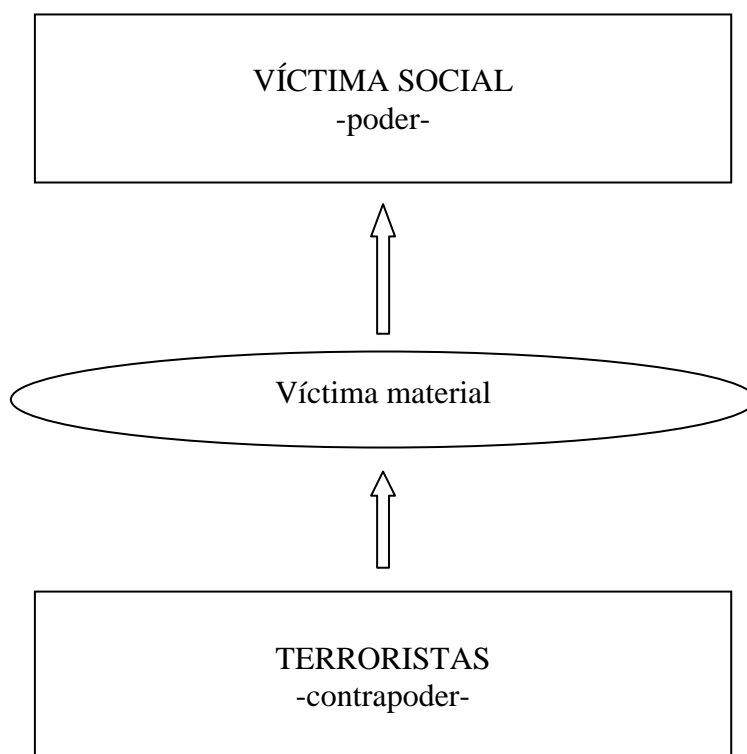 VÍCTIMA SOCIAL
-poder-
Víctima material
TERRORISTAS
-contrapoder-